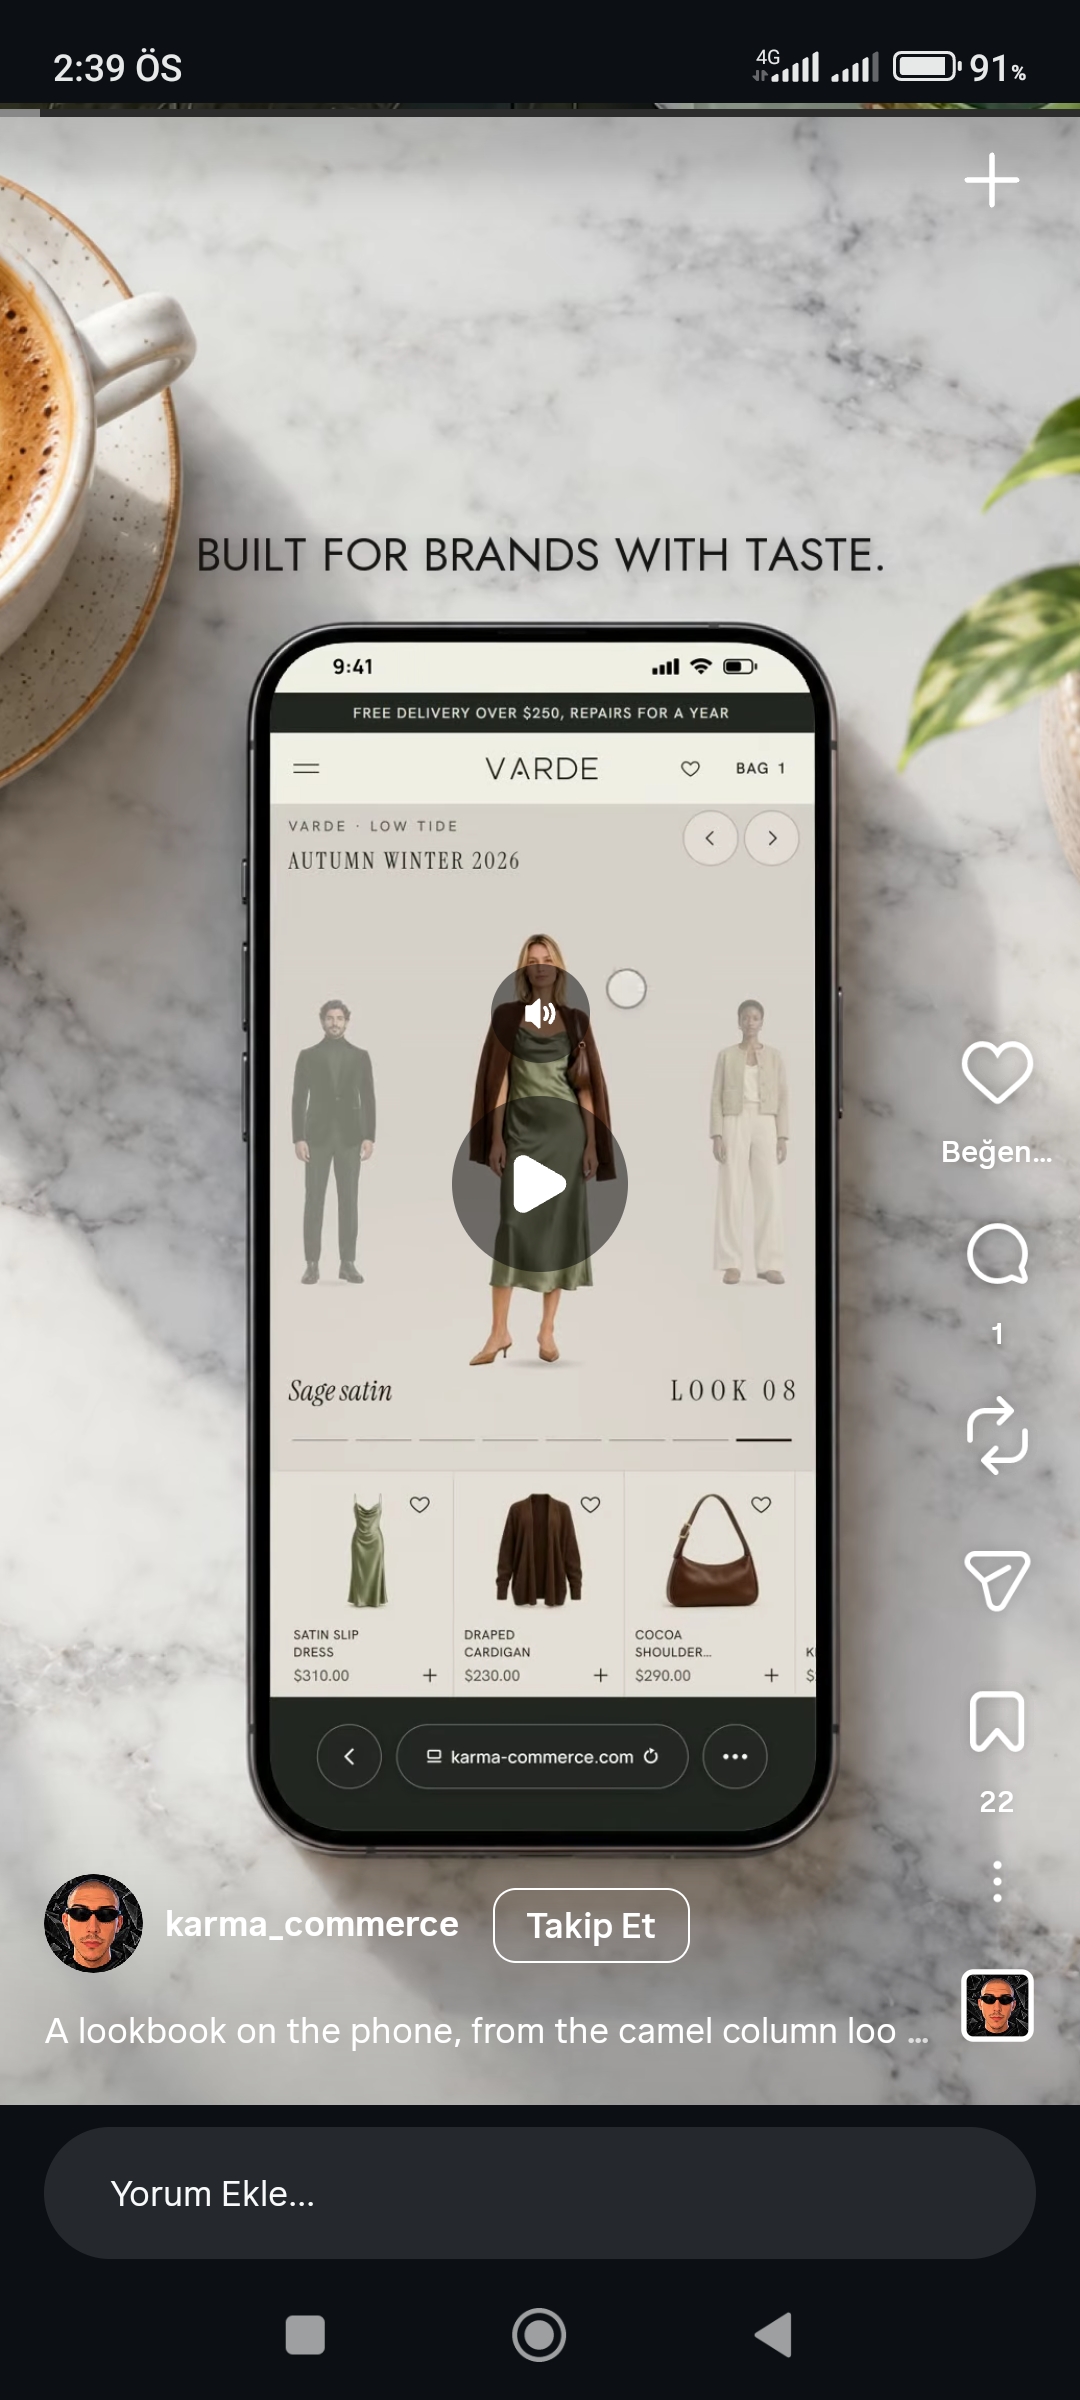 2:39 ÖS
4G
91%
BUILT FOR BRANDS WITH TASTE.
9:41
FREE DELIVERY OVER $250, REPAIRS FOR A YEAR
VARDE
BAG 1
VARDE · LOW TIDE
AUTUMN WINTER 2026
Beğen...
1
Sage satin
LOOK 08
SATIN SLIP
DRESS
$310.00
DRAPED
CARDIGAN
$230.00
COCOA
SHOULDER...
$290.00
karma-commerce.com
22
karma_commerce
Takip Et
A lookbook on the phone, from the camel column loo ...
Yorum Ekle...